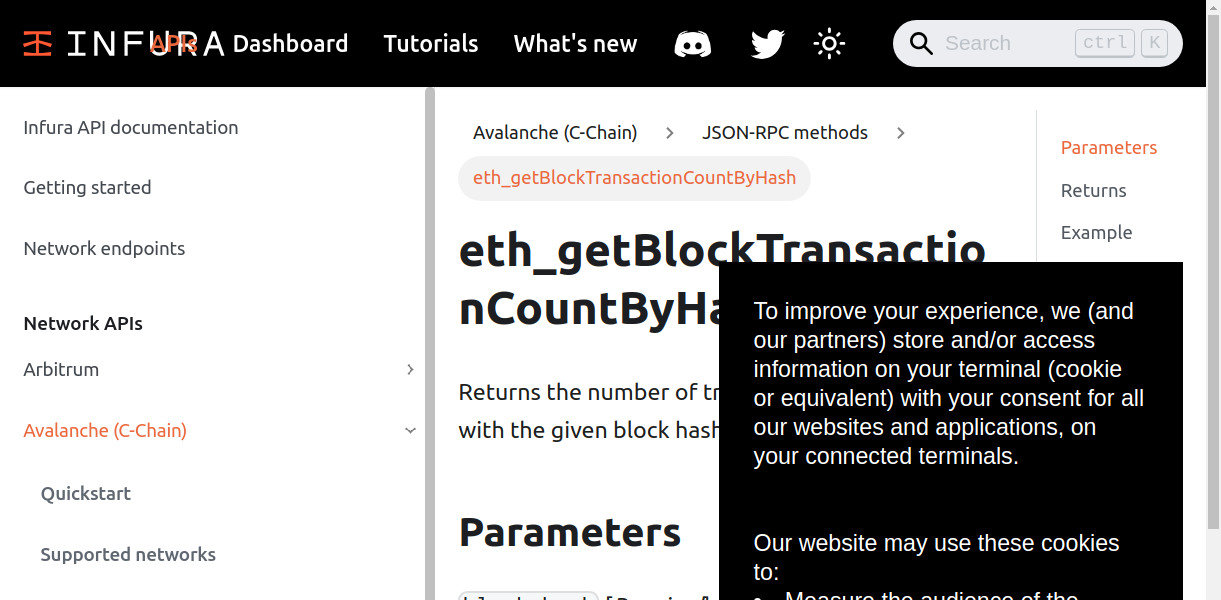 INFURA APIs Dashboard Tutorials What's new Search ctrl K
Infura API documentation
Getting started
Network endpoints
Network APIs
Arbitrum
Avalanche (C-Chain)
Quickstart
Supported networks
Avalanche (C-Chain) JSON-RPC methods
eth_getBlockTransactionCountByHash
eth_getBlockTransactio
nCountByHa
Returns the number of tr
with the given block hash
Parameters
Parameters
Returns
Example
To improve your experience, we (and
our partners) store and/or access
information on your terminal (cookie
or equivalent) with your consent for all
our websites and applications, on
your connected terminals.
Our website may use these cookies
to:
• Measure the audience of the